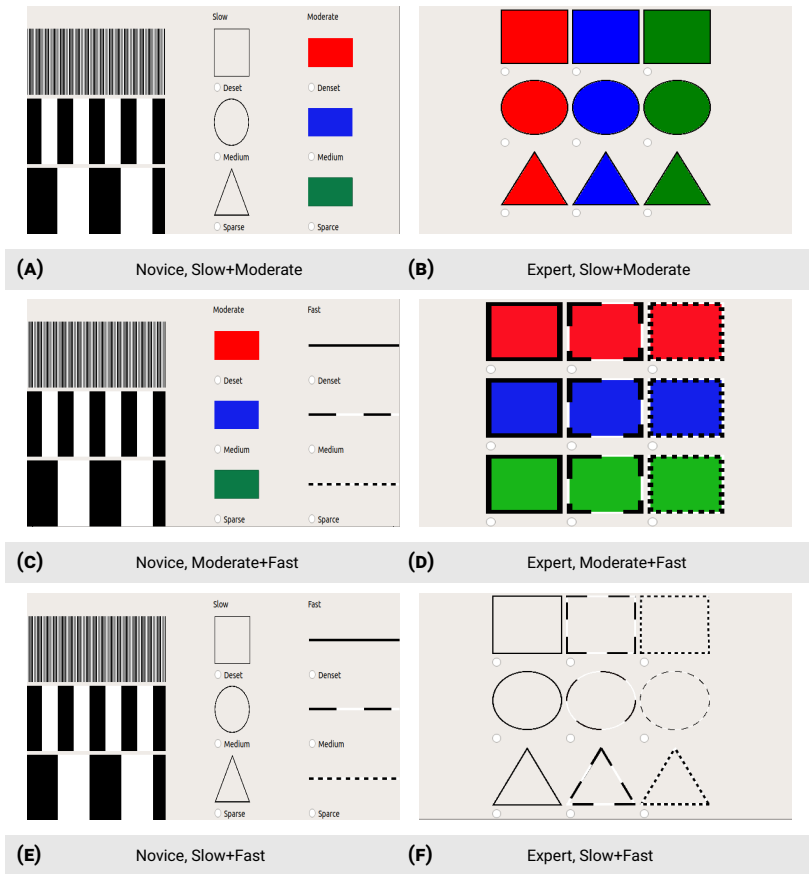 Slow Moderate
Deset Denset
Medium Medium
Sparse Sparce
(A) Novice, Slow+Moderate
(B) Expert, Slow+Moderate
Moderate Fast
Deset Denset
Medium Medium
Sparse Sparce
(C) Novice, Moderate+Fast
(D) Expert, Moderate+Fast
Slow Fast
Deset Denset
Medium Medium
Sparse Sparce
(E) Novice, Slow+Fast
(F) Expert, Slow+Fast